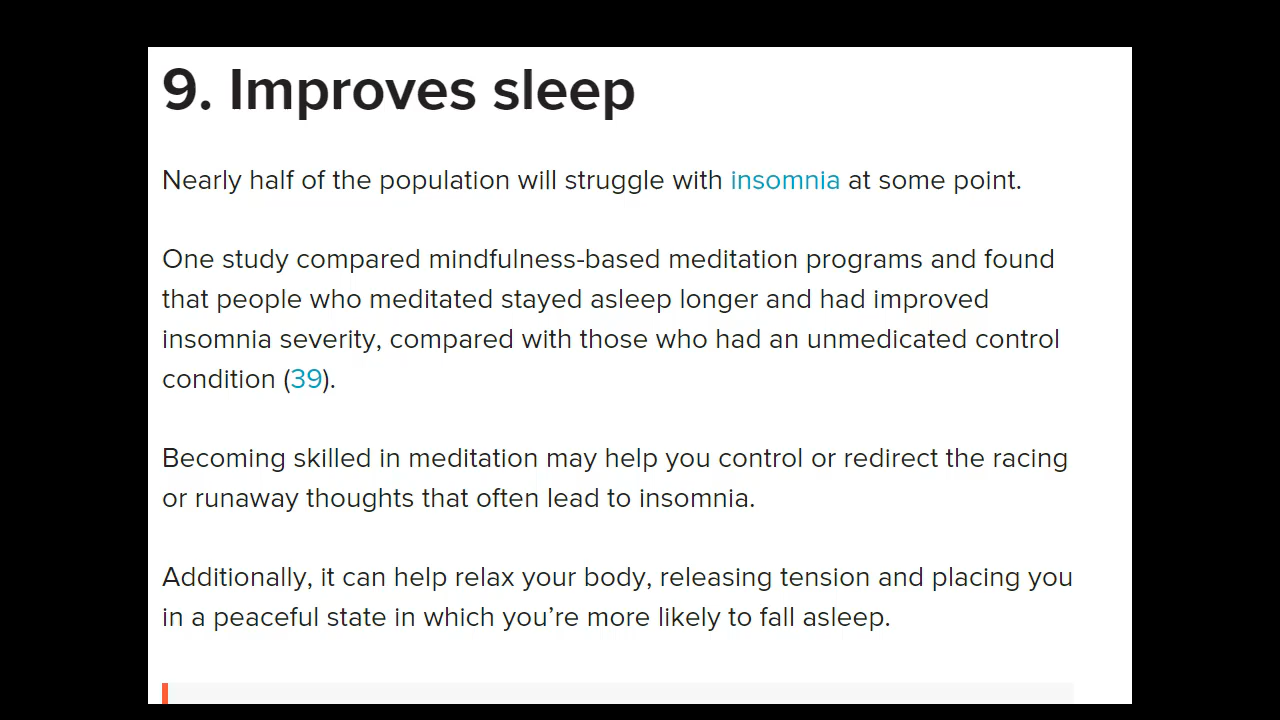 9. Improves sleep
Nearly half of the population will struggle with insomnia at some point.
One study compared mindfulness-based meditation programs and found
that people who meditated stayed asleep longer and had improved
insomnia severity, compared with those who had an unmedicated control
condition (39).
Becoming skilled in meditation may help you control or redirect the racing
or runaway thoughts that often lead to insomnia.
Additionally, it can help relax your body, releasing tension and placing you
in a peaceful state in which you’re more likely to fall asleep.